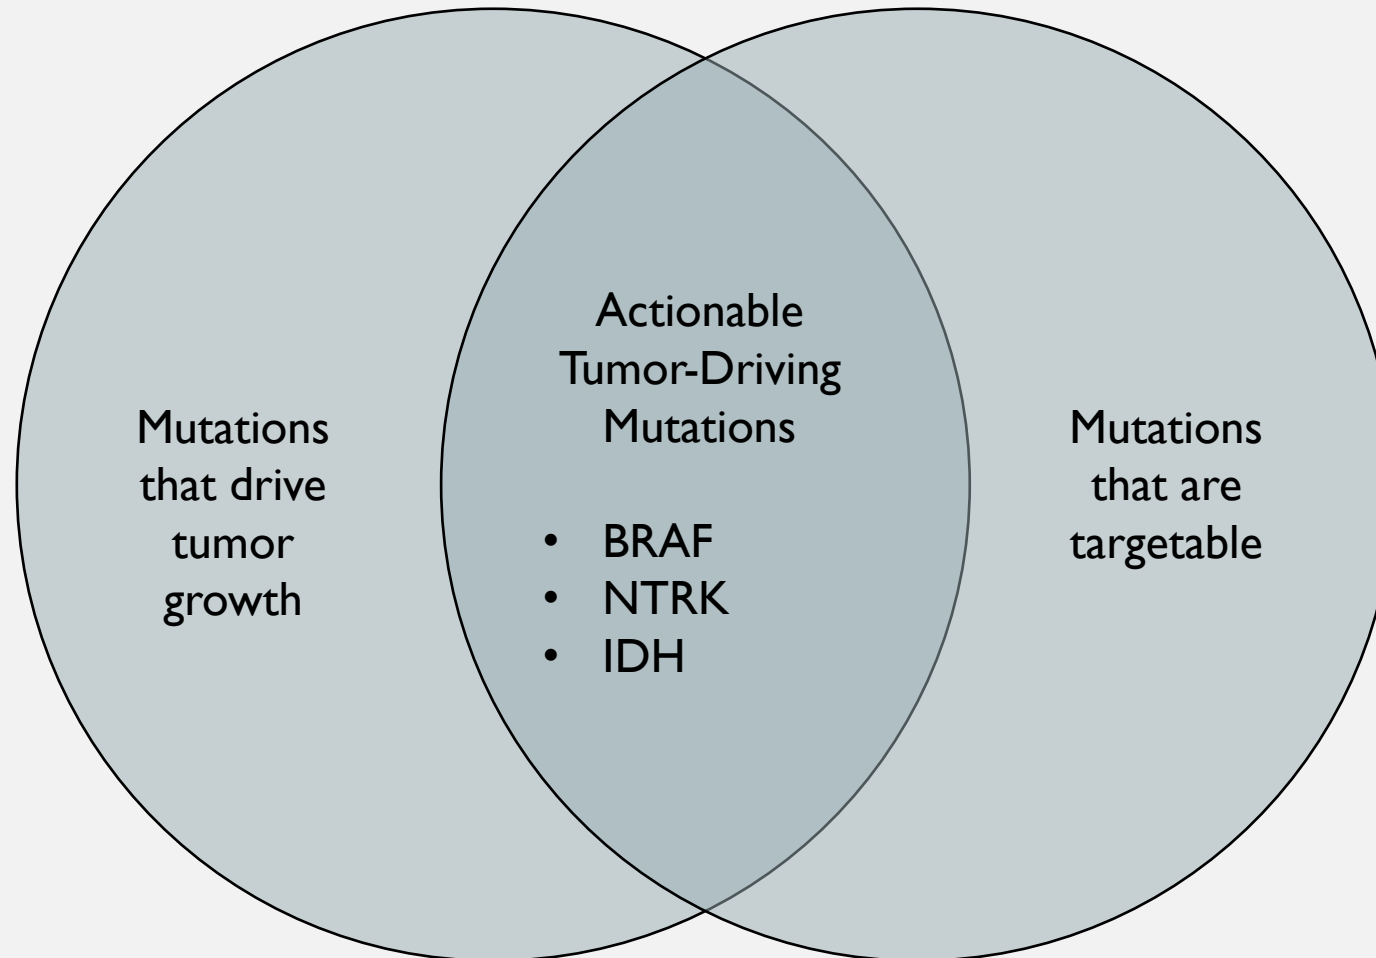 Mutations
that drive
tumor
growth
Actionable
Tumor-Driving
Mutations
• BRAF
• NTRK
• IDH
Mutations
that are
targetable